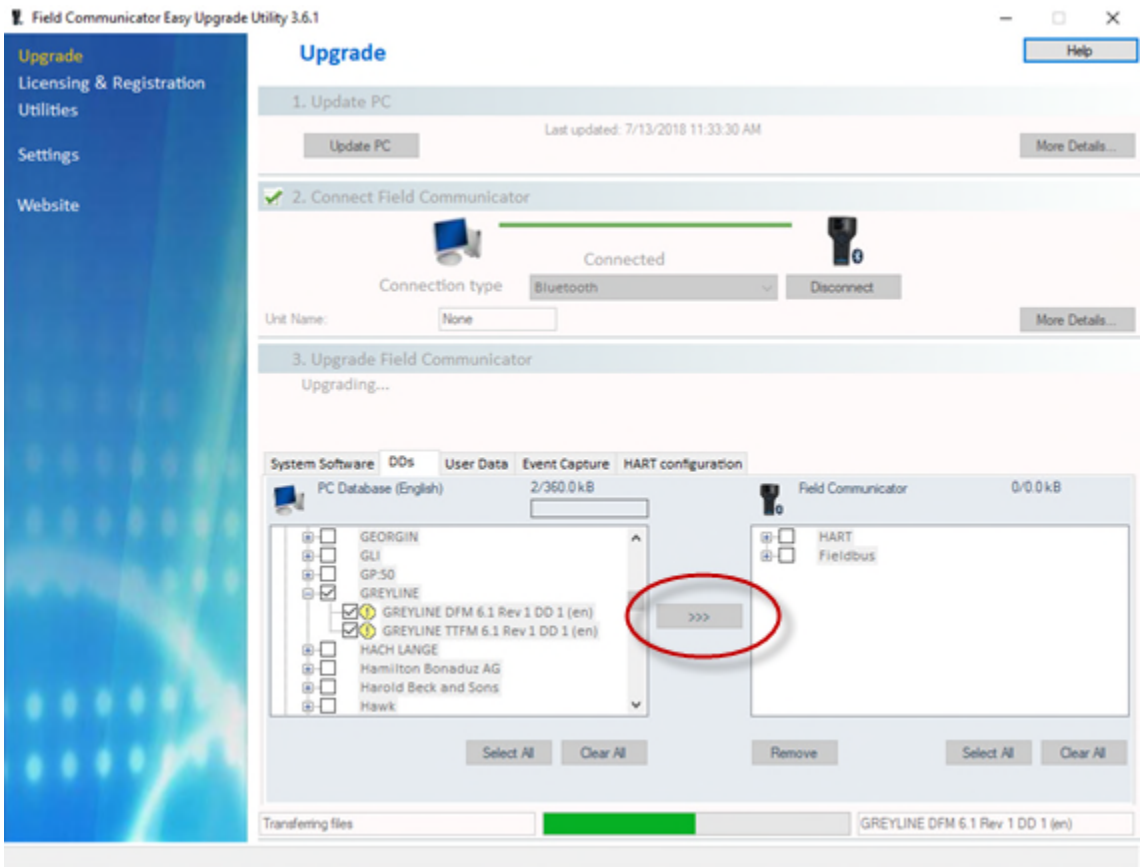 Field Communicator Easy Upgrade Utility 3.6.1
Upgrade
Licensing & Registration
Utilities
Settings
Website
Upgrade
Help
1. Update PC
Update PC
Last updated: 7/13/2018 11:33:30 AM
More Details...
2. Connect Field Communicator
Connected
Connection type
Bluetooth
Disconnect
Unit Name:
None
More Details...
3. Upgrade Field Communicator
Upgrading...
System Software DDs User Data Event Capture HART configuration
PC Database (English) 2/360.0 kB
GEORGIN
GLI
GP:50
GREYLINE
GREYLINE DFM 6.1 Rev 1 DD 1 (en)
GREYLINE TTFM 6.1 Rev 1 DD 1 (en)
HACH LANGE
Hamilton Bonaduz AG
Harold Beck and Sons
Hawk
Select All Clear All
>>>
Field Communicator 0/0.0 kB
HART
Fieldbus
Remove Select All Clear All
Transferring files
GREYLINE DFM 6.1 Rev 1 DD 1 (en)